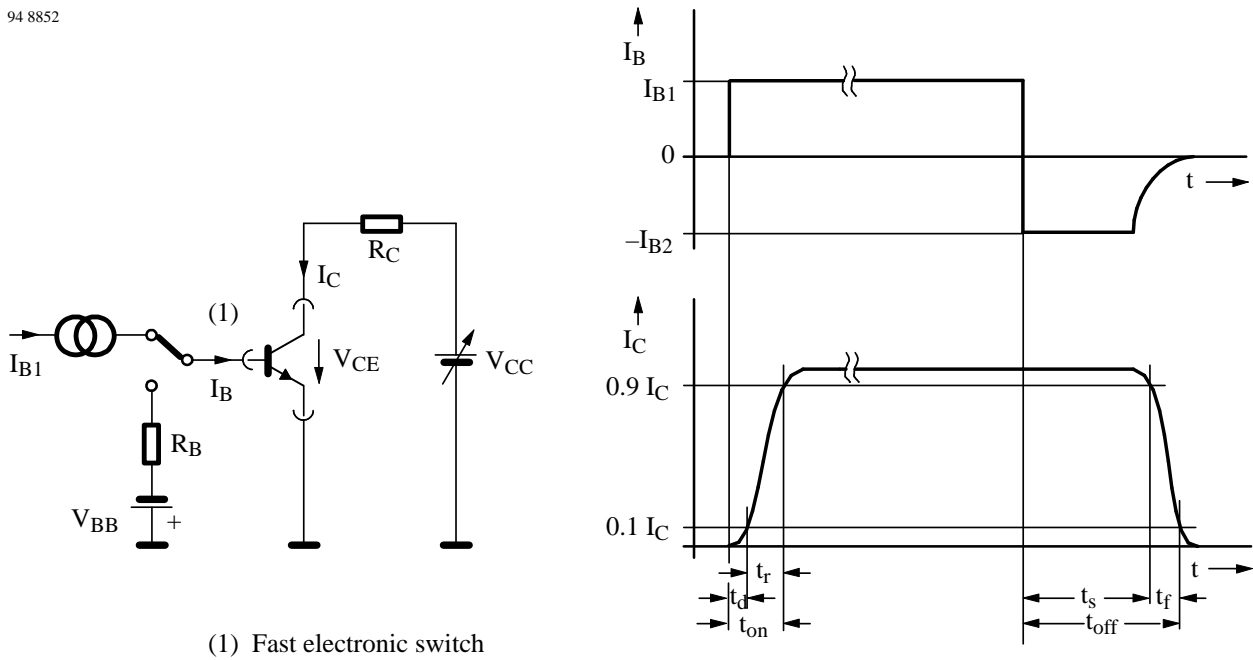 94 8852
I_B
I_B1
0
t
–I_B2
R_C
I_C
(1)
I_B1
I_B
V_CE
V_CC
R_B
V_BB
+
I_C
0.9 I_C
0.1 I_C
t
t_r
t_d
t_on
t_s
t_f
t_off
(1) Fast electronic switch